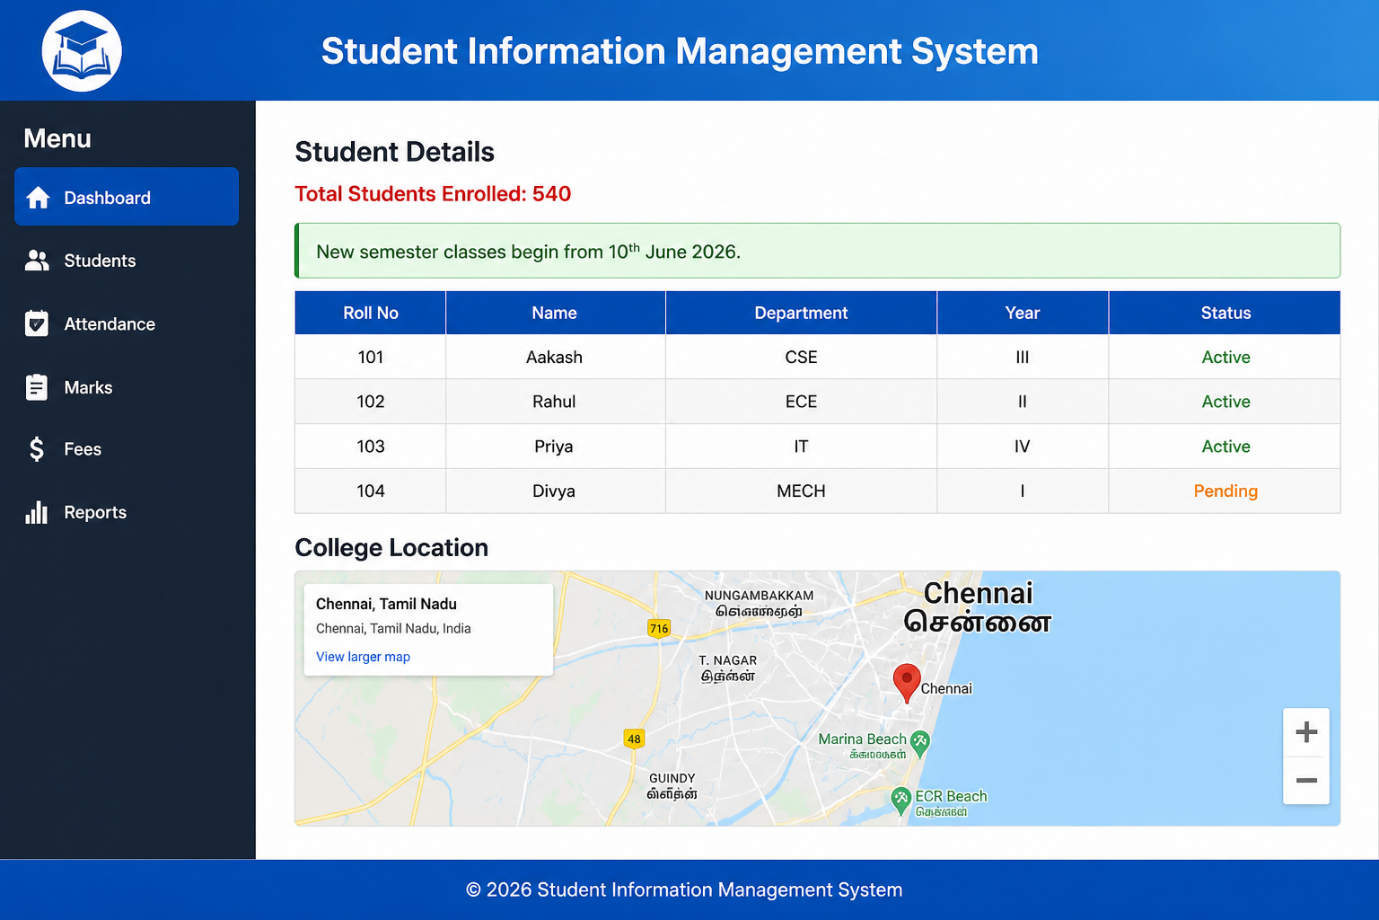 Student Information Management System
Menu
Dashboard
Students
Attendance
Marks
Fees
Reports
Student Details
Total Students Enrolled: 540
New semester classes begin from 10th June 2026.
Roll No Name Department Year Status
101 Aakash CSE III Active
102 Rahul ECE II Active
103 Priya IT IV Active
104 Divya MECH I Pending
College Location
Chennai, Tamil Nadu
Chennai, Tamil Nadu, India
View larger map
NUNGAMBAKKAM
716
T. NAGAR
48
GUINDY
Chennai
சென்னை
Chennai
Marina Beach
ECR Beach
+
−
© 2026 Student Information Management System